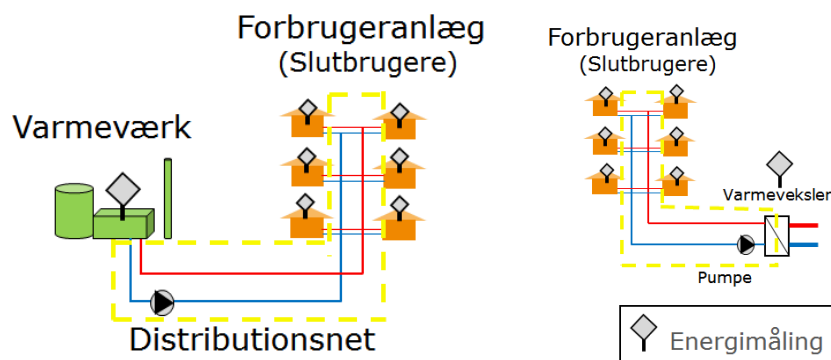 Forbrugeranlæg
(Slutbrugere)
Varmeværk
Distributionsnet
Forbrugeranlæg
(Slutbrugere)
Varmeveksler
Pumpe
Energimåling